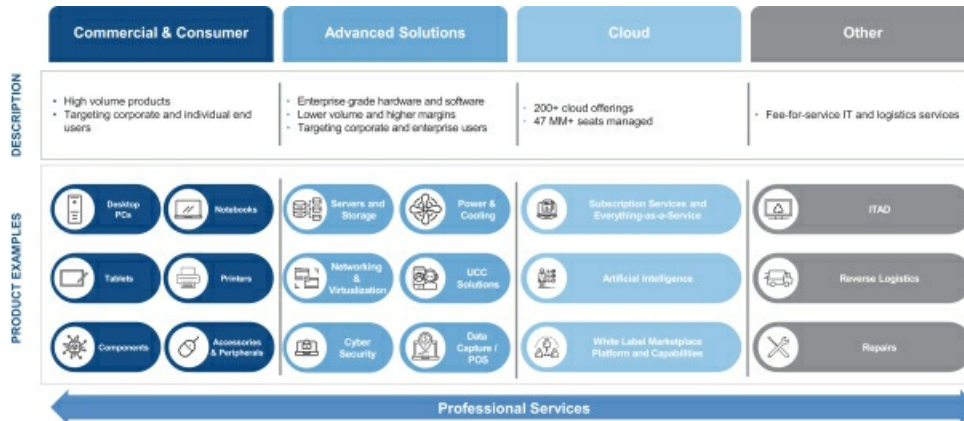 Commercial & Consumer
Advanced Solutions
Cloud
Other
DESCRIPTION
• High volume products
• Targeting corporate and individual end
users
• Enterprise grade hardware and software
• Lower volume and higher margins
• Targeting corporate and enterprise users
• 200+ cloud offerings
• 47 MM+ seats managed
• Fee-for-service IT and logistics services
PRODUCT EXAMPLES
Desktop
PCs
Notebooks
Tablets
Printers
Components
Accessories
& Peripherals
Servers and
Storage
Power &
Cooling
Networking
&
Virtualization
UCC
Solutions
Cyber
Security
Data
Capture /
POS
Subscription Services and
Everything-as-a-Service
Artificial Intelligence
White Label Marketplace
Platform and Capabilities
ITAD
Reverse Logistics
Repairs
Professional Services